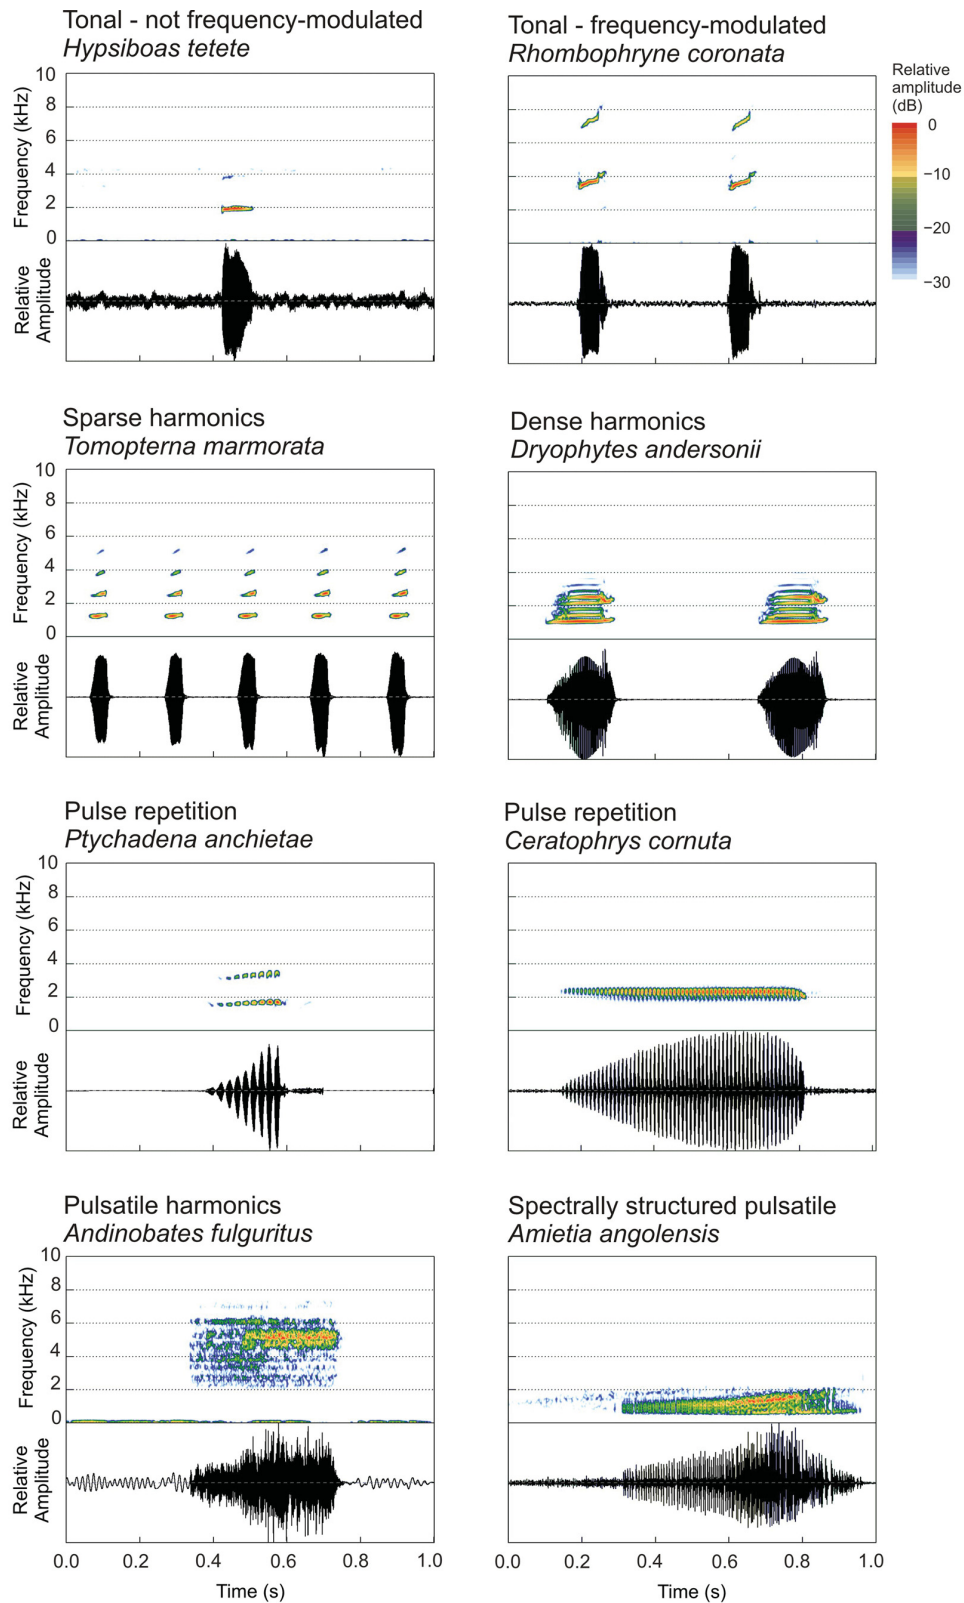 Tonal - not frequency-modulated
Hypsiboas tetete
Tonal - frequency-modulated
Rhombophryne coronata
Relative
amplitude
(dB)
0
−10
−20
−30
10
8
6
4
2
0
Frequency (kHz)
Relative
Amplitude
Sparse harmonics
Tomopterna marmorata
Dense harmonics
Dryophytes andersonii
10
8
6
4
2
0
Frequency (kHz)
Relative
Amplitude
Pulse repetition
Ptychadena anchietae
Pulse repetition
Ceratophrys cornuta
10
8
6
4
2
0
Frequency (kHz)
Relative
Amplitude
Pulsatile harmonics
Andinobates fulguritus
Spectrally structured pulsatile
Amietia angolensis
10
8
6
4
2
0
Frequency (kHz)
Relative
Amplitude
0.0 0.2 0.4 0.6 0.8 1.0
Time (s)
0.0 0.2 0.4 0.6 0.8 1.0
Time (s)